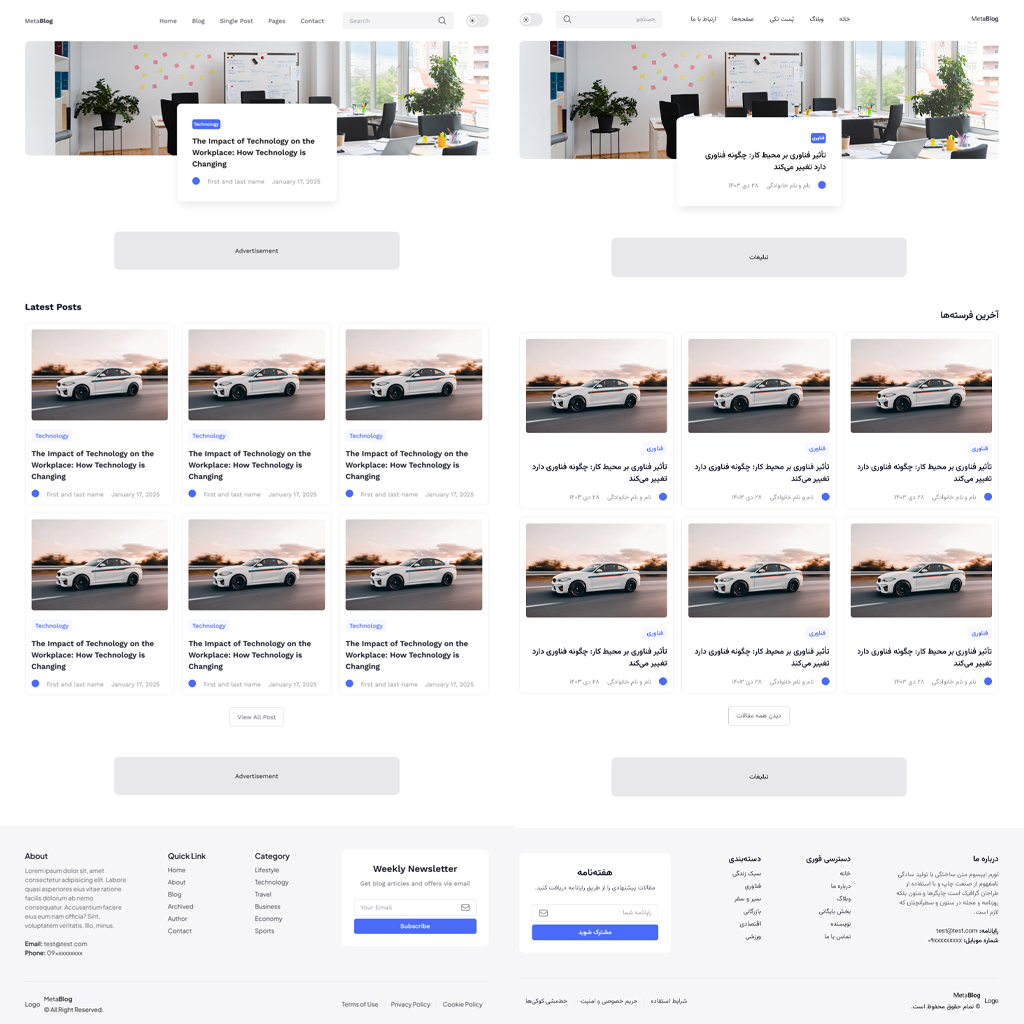 MetaBlog
Home Blog Single Post Pages Contact
Search
Technology
The Impact of Technology on the
Workplace: How Technology is
Changing
first and last name January 17, 2025
Advertisement
Latest Posts
Technology
The Impact of Technology on the
Workplace: How Technology is
Changing
first and last name January 17, 2025
Technology
The Impact of Technology on the
Workplace: How Technology is
Changing
first and last name January 17, 2025
Technology
The Impact of Technology on the
Workplace: How Technology is
Changing
first and last name January 17, 2025
Technology
The Impact of Technology on the
Workplace: How Technology is
Changing
first and last name January 17, 2025
Technology
The Impact of Technology on the
Workplace: How Technology is
Changing
first and last name January 17, 2025
Technology
The Impact of Technology on the
Workplace: How Technology is
Changing
first and last name January 17, 2025
View All Post
Advertisement
About
Lorem ipsum dolor sit, amet
consectetur adipisicing elit. Labore
quasi asperiores eius vitae ratione
facilis dolorum ab nemo
consequatur. Accusantium facere
eius eum nam officia? Sint,
voluptatem veritatis. Illo, minus.
Email: test@test.com
Phone: 09xxxxxxxxx
Quick Link
Home
About
Blog
Archived
Author
Contact
Category
Lifestyle
Technology
Travel
Business
Economy
Sports
Weekly Newsletter
Get blog articles and offers via email
Your Email
Subscribe
Logo
MetaBlog
© All Right Reserved.
Terms of Use Privacy Policy Cookie Policy
MetaBlog
خانه وبلاگ پُست تکی صفحه‌ها ارتباط با ما
جستجو
فناوری
تأثیر فناوری بر محیط کار: چگونه فناوری
دارد تغییر می‌کند
نام و نام خانوادگی ۲۸ دی ۱۴۰۳
تبلیغات
آخرین فرسته‌ها
فناوری
تأثیر فناوری بر محیط کار: چگونه فناوری دارد
تغییر می‌کند
نام و نام خانوادگی ۲۸ دی ۱۴۰۳
فناوری
تأثیر فناوری بر محیط کار: چگونه فناوری دارد
تغییر می‌کند
نام و نام خانوادگی ۲۸ دی ۱۴۰۳
فناوری
تأثیر فناوری بر محیط کار: چگونه فناوری دارد
تغییر می‌کند
نام و نام خانوادگی ۲۸ دی ۱۴۰۳
فناوری
تأثیر فناوری بر محیط کار: چگونه فناوری دارد
تغییر می‌کند
نام و نام خانوادگی ۲۸ دی ۱۴۰۳
فناوری
تأثیر فناوری بر محیط کار: چگونه فناوری دارد
تغییر می‌کند
نام و نام خانوادگی ۲۸ دی ۱۴۰۳
فناوری
تأثیر فناوری بر محیط کار: چگونه فناوری دارد
تغییر می‌کند
نام و نام خانوادگی ۲۸ دی ۱۴۰۳
دیدن همه مقالات
تبلیغات
درباره ما
لورم ایپسوم متن ساختگی با تولید سادگی
نامفهوم از صنعت چاپ و با استفاده از
طراحان گرافیک است چاپگرها و متون بلکه
روزنامه و مجله در ستون و سطرآنچنان که
لازم است.
رایانامه: test@test.com
شماره موبایل: ۰۹xxxxxxxxx
دسترسی فوری
خانه
درباره ما
وبلاگ
بخش بایگانی
نویسنده
تماس با ما
دسته‌بندی
سبک زندگی
فناوری
سیر و سفر
بازرگانی
اقتصادی
ورزشی
هفته‌نامه
مقالات پیشنهادی را از طریق رایانامه دریافت کنید.
رایانامه شما
مشترک شوید
Logo
MetaBlog
© تمام حقوق محفوظ است.
شرایط استفاده حریم خصوصی و امنیت خط‌مشی کوکی‌ها